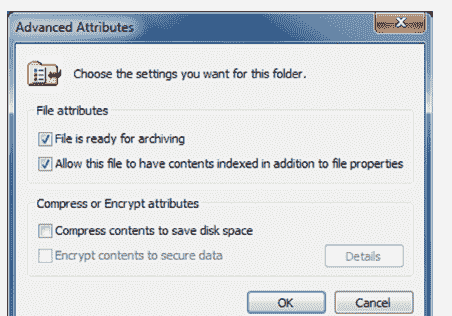 Advanced Attributes
Choose the settings you want for this folder.
File attributes
File is ready for archiving
Allow this file to have contents indexed in addition to file properties
Compress or Encrypt attributes
Compress contents to save disk space
Encrypt contents to secure data
Details
OK
Cancel